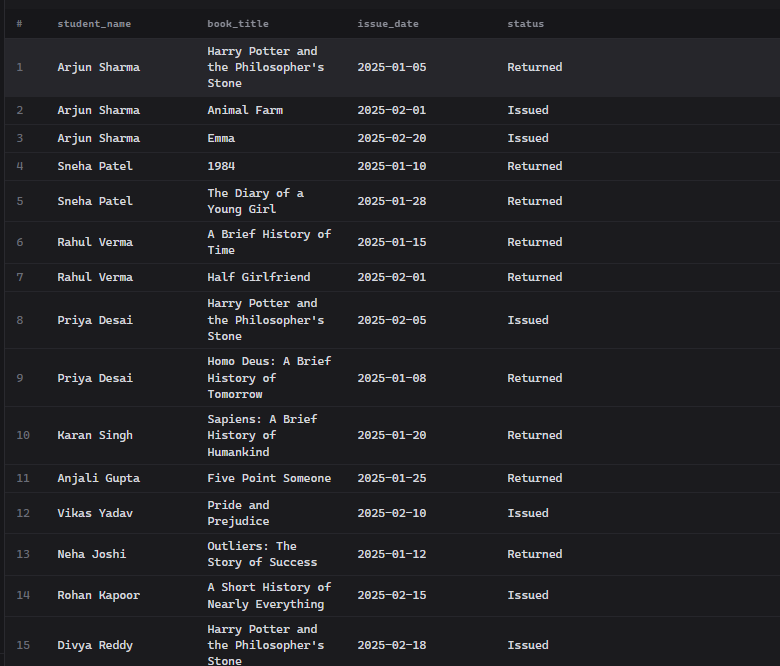 # student_name book_title issue_date status
1 Arjun Sharma Harry Potter and the Philosopher's Stone 2025-01-05 Returned
2 Arjun Sharma Animal Farm 2025-02-01 Issued
3 Arjun Sharma Emma 2025-02-20 Issued
4 Sneha Patel 1984 2025-01-10 Returned
5 Sneha Patel The Diary of a Young Girl 2025-01-28 Returned
6 Rahul Verma A Brief History of Time 2025-01-15 Returned
7 Rahul Verma Half Girlfriend 2025-02-01 Returned
8 Priya Desai Harry Potter and the Philosopher's Stone 2025-02-05 Issued
9 Priya Desai Homo Deus: A Brief History of Tomorrow 2025-01-08 Returned
10 Karan Singh Sapiens: A Brief History of Humankind 2025-01-20 Returned
11 Anjali Gupta Five Point Someone 2025-01-25 Returned
12 Vikas Yadav Pride and Prejudice 2025-02-10 Issued
13 Neha Joshi Outliers: The Story of Success 2025-01-12 Returned
14 Rohan Kapoor A Short History of Nearly Everything 2025-02-15 Issued
15 Divya Reddy Harry Potter and the Philosopher's Stone 2025-02-18 Issued